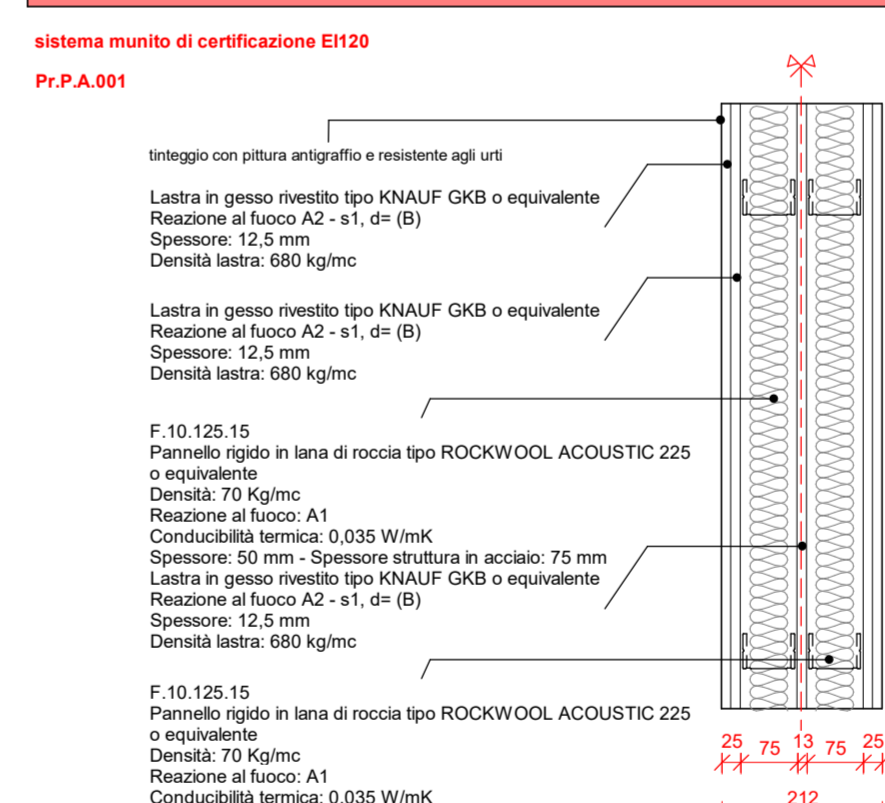 sistema munito di certificazione EI120
Pr.P.A.001
tinteggio con pittura antigraffio e resistente agli urti
Lastra in gesso rivestito tipo KNAUF GKB o equivalente
Reazione al fuoco A2 - s1, d= (B)
Spessore: 12,5 mm
Densità lastra: 680 kg/mc
Lastra in gesso rivestito tipo KNAUF GKB o equivalente
Reazione al fuoco A2 - s1, d= (B)
Spessore: 12,5 mm
Densità lastra: 680 kg/mc
F.10.125.15
Pannello rigido in lana di roccia tipo ROCKWOOL ACOUSTIC 225
o equivalente
Densità: 70 Kg/mc
Reazione al fuoco: A1
Conducibilità termica: 0,035 W/mK
Spessore: 50 mm - Spessore struttura in acciaio: 75 mm
Lastra in gesso rivestito tipo KNAUF GKB o equivalente
Reazione al fuoco A2 - s1, d= (B)
Spessore: 12,5 mm
Densità lastra: 680 kg/mc
F.10.125.15
Pannello rigido in lana di roccia tipo ROCKWOOL ACOUSTIC 225
o equivalente
Densità: 70 Kg/mc
Reazione al fuoco: A1
Conducibilità termica: 0,035 W/mK
25 75 13 75 25
212